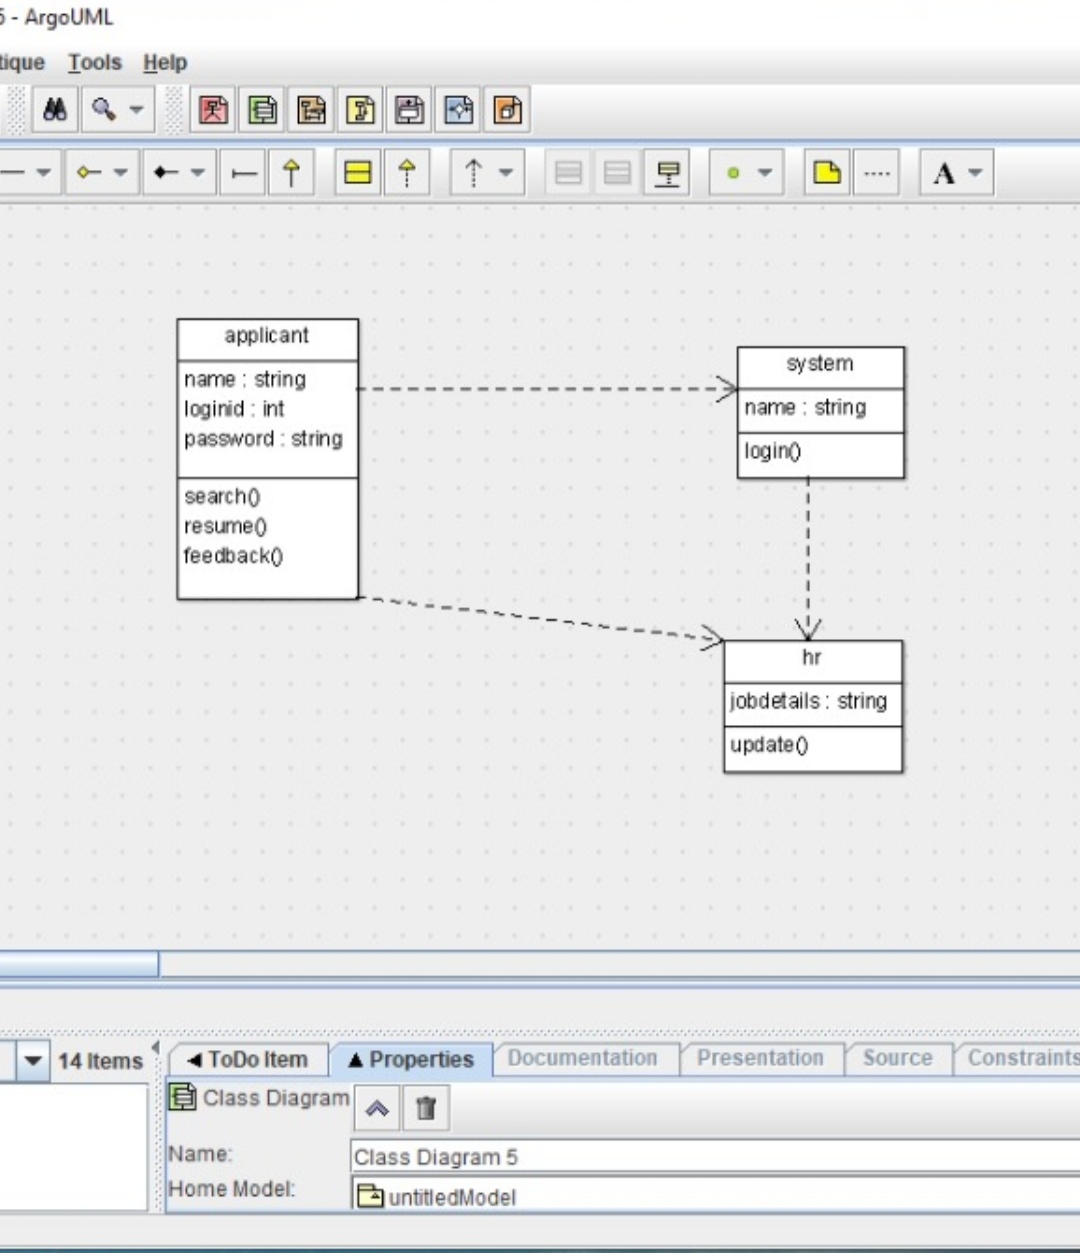 5 - ArgoUML
tique Tools Help
A
applicant
name : string
loginid : int
password : string
search()
resume()
feedback()
system
name : string
login()
hr
jobdetails : string
update()
14 Items
ToDo Item Properties Documentation Presentation Source Constraints
Class Diagram
Name: Class Diagram 5
Home Model: untitledModel